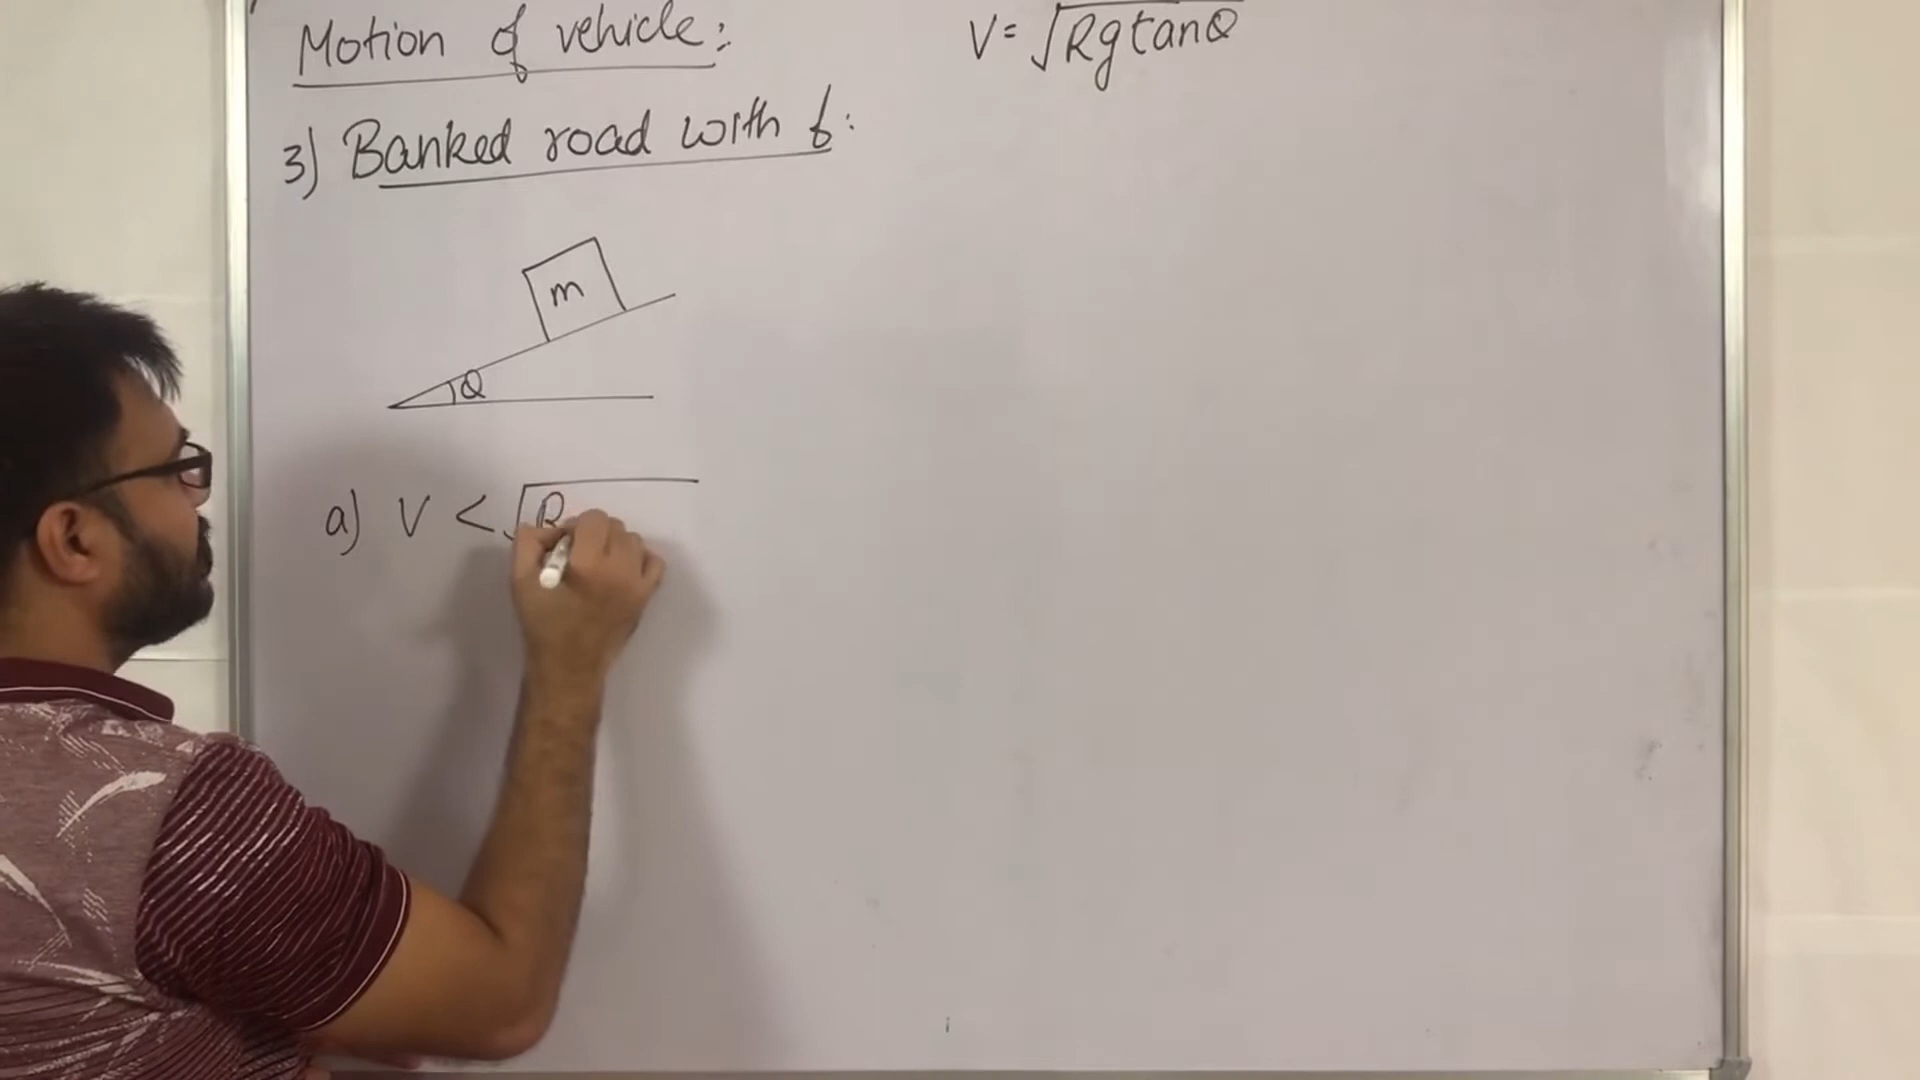 Motion of vehicle:
V = √Rg tanθ
3) Banked road with f:
m
θ
a) V < √R